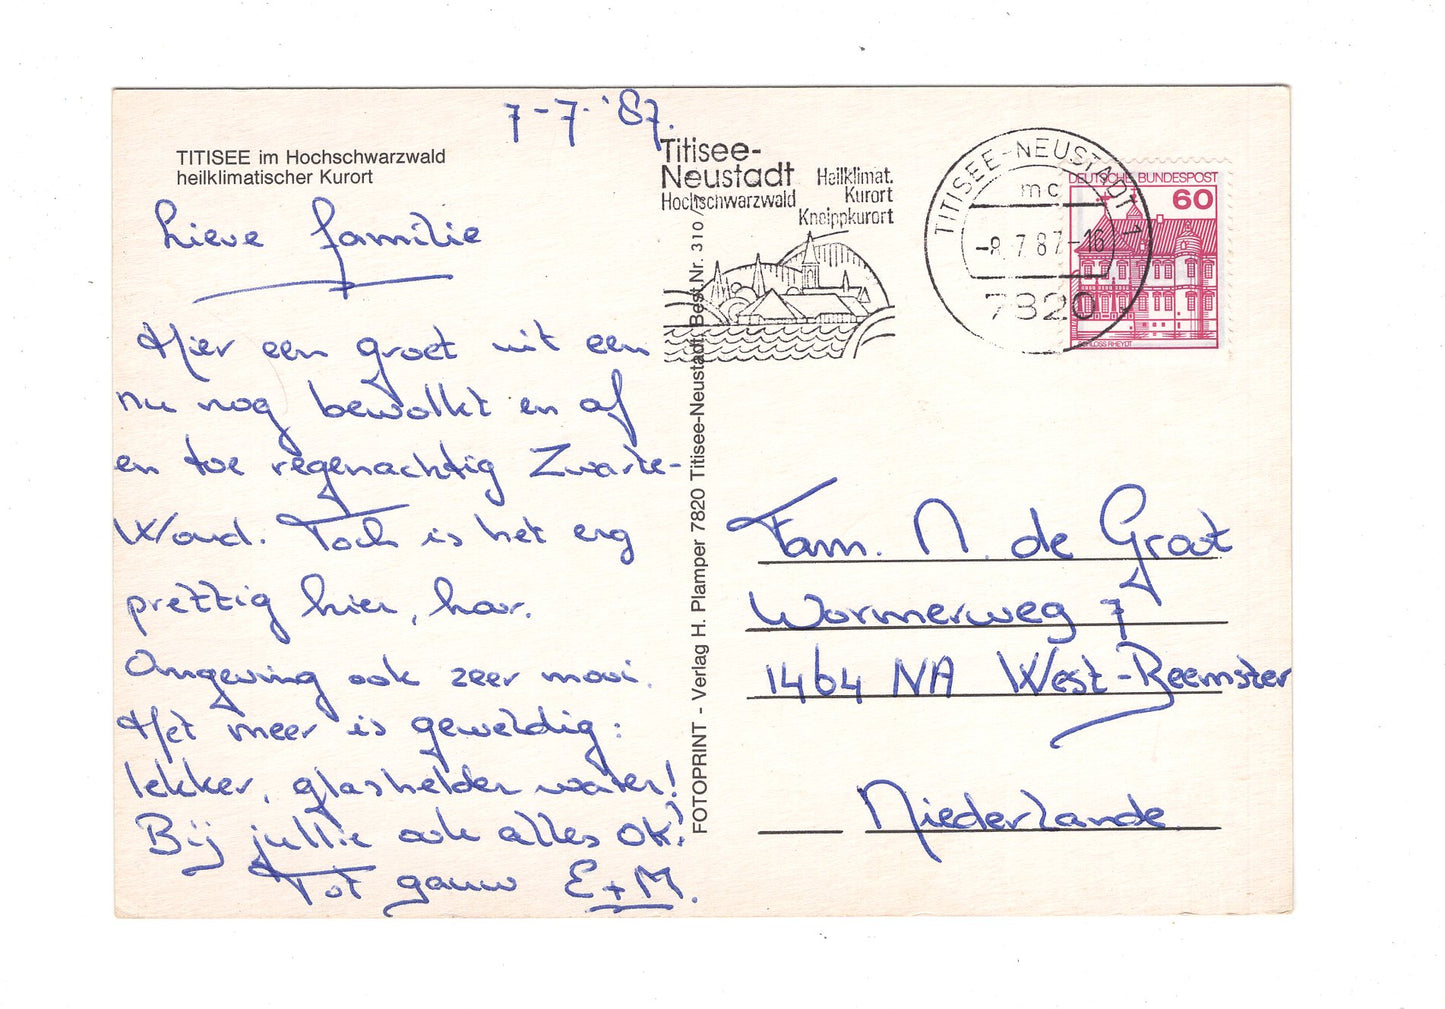 7-7-'87.
TITISEE im Hochschwarzwald
heilklimatischer Kurort
Lieve familie
Hier een groet uit een
nu nog bewolkt en af
en toe regenachtig Zwarte-
Woud. Toch is het erg
prettig hier, hoor.
Omgeving ook zeer mooi.
Het meer is geweldig:
lekker, glashelder water!
Bij jullie ook alles OK?
Tot gauw E+M.
FOTOPRINT - Verlag H. Plamper 7820 Titisee-Neustadt, Best.Nr. 310
Titisee-
Neustadt
Hochschwarzwald
Heilklimat.
Kurort
Kneippkurort
TITISEE-NEUSTADT 1
mc
-8.7.87-16
7820
DEUTSCHE BUNDESPOST
60
SCHLOSS RHEYDT
Fam. N. de Groot
Wormerweg 7
1464 NA West-Beemster
Niederlande